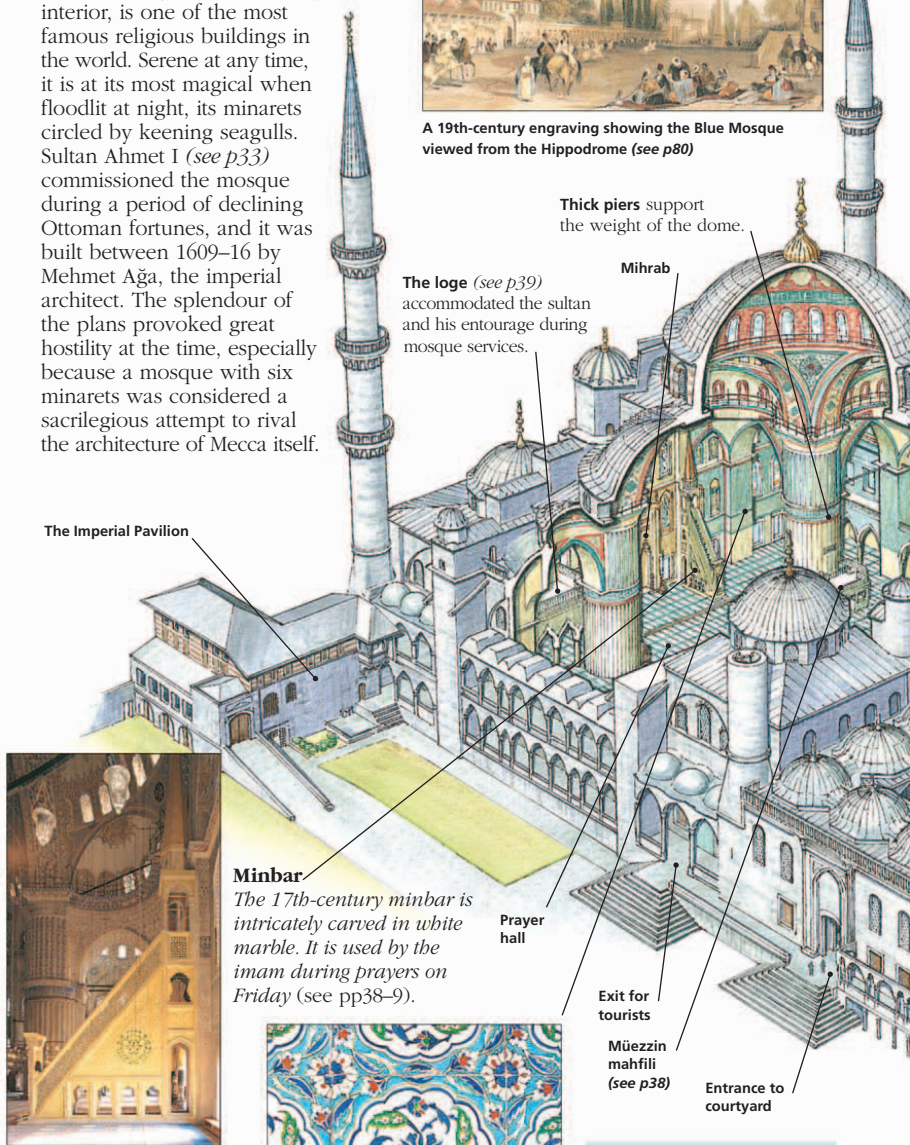 interior, is one of the most
famous religious buildings in
the world. Serene at any time,
it is at its most magical when
floodlit at night, its minarets
circled by keening seagulls.
Sultan Ahmet I (see p33)
commissioned the mosque
during a period of declining
Ottoman fortunes, and it was
built between 1609–16 by
Mehmet Ağa, the imperial
architect. The splendour of
the plans provoked great
hostility at the time, especially
because a mosque with six
minarets was considered a
sacrilegious attempt to rival
the architecture of Mecca itself.
A 19th-century engraving showing the Blue Mosque
viewed from the Hippodrome (see p80)
Thick piers support
the weight of the dome.
Mihrab
The loge (see p39)
accommodated the sultan
and his entourage during
mosque services.
The Imperial Pavilion
Minbar
The 17th-century minbar is
intricately carved in white
marble. It is used by the
imam during prayers on
Friday (see pp38–9).
Prayer
hall
Exit for
tourists
Müezzin
mahfili
(see p38)
Entrance to
courtyard